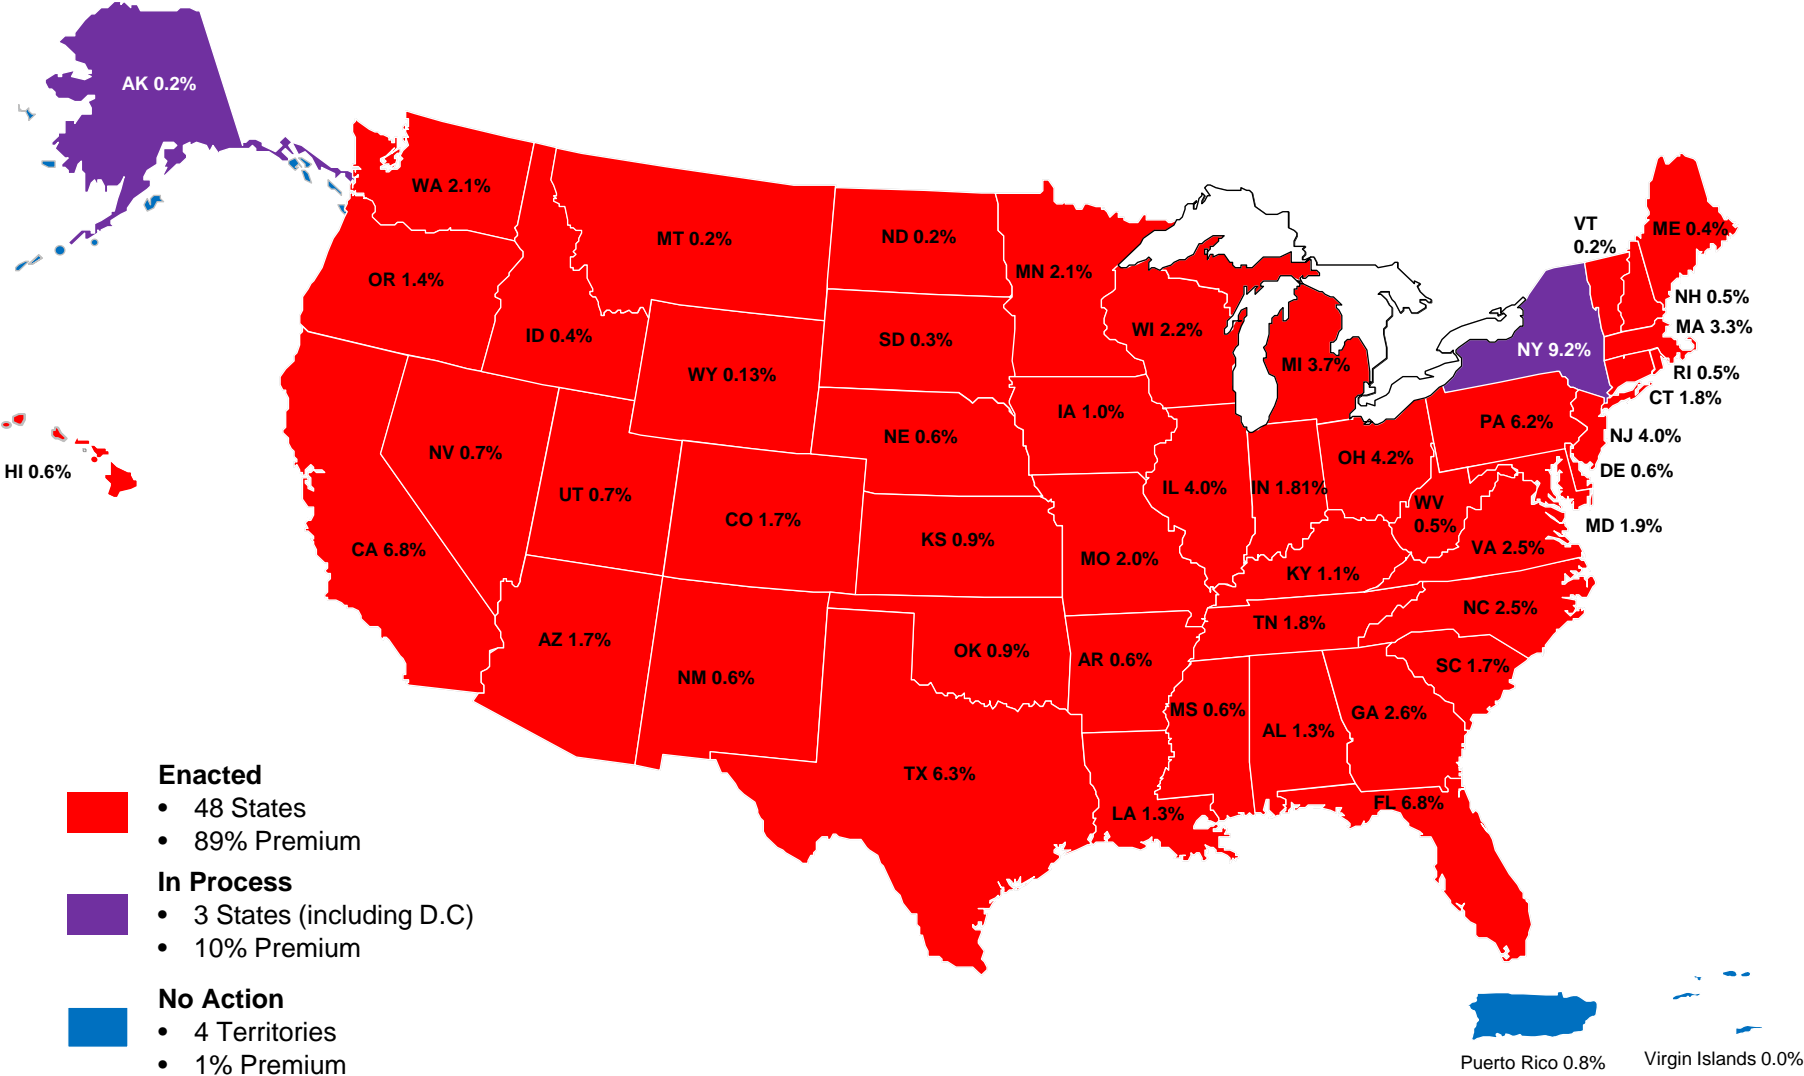 AK 0.2%
WA 2.1%
MT 0.2%
ND 0.2%
MN 2.1%
VT
0.2%
ME 0.4%
OR 1.4%
ID 0.4%
SD 0.3%
WI 2.2%
MI 3.7%
NY 9.2%
NH 0.5%
MA 3.3%
RI 0.5%
CT 1.8%
WY 0.13%
IA 1.0%
NE 0.6%
PA 6.2%
NJ 4.0%
HI 0.6%
NV 0.7%
UT 0.7%
CO 1.7%
IL 4.0%
IN 1.81%
OH 4.2%
DE 0.6%
WV
0.5%
MD 1.9%
CA 6.8%
KS 0.9%
MO 2.0%
KY 1.1%
VA 2.5%
AZ 1.7%
NM 0.6%
OK 0.9%
AR 0.6%
TN 1.8%
NC 2.5%
SC 1.7%
MS 0.6%
AL 1.3%
GA 2.6%
TX 6.3%
LA 1.3%
FL 6.8%
Enacted
• 48 States
• 89% Premium
In Process
• 3 States (including D.C)
• 10% Premium
No Action
• 4 Territories
• 1% Premium
Puerto Rico 0.8%
Virgin Islands 0.0%